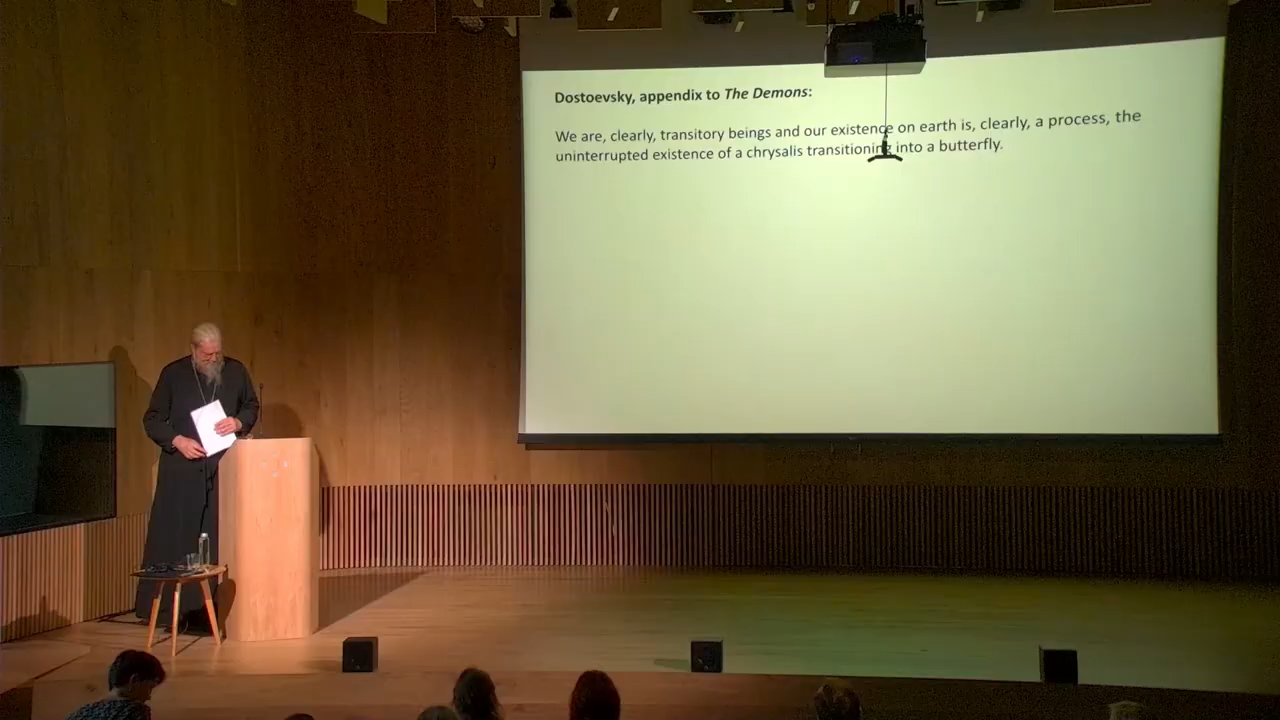 Dostoevsky, appendix to The Demons:
We are, clearly, transitory beings and our existence on earth is, clearly, a process, the
uninterrupted existence of a chrysalis transitioning into a butterfly.